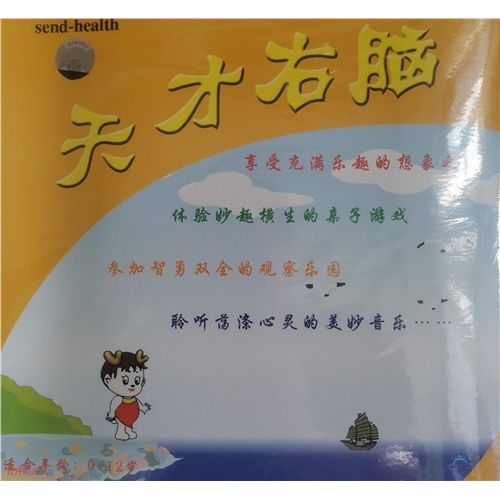 send-health
天才右脑
享受充满乐趣的想象之
体验妙趣横生的亲子游戏
参加智勇双全的观察乐园
聆听荡涤心灵的美妙音乐……
适合年龄：0-12岁